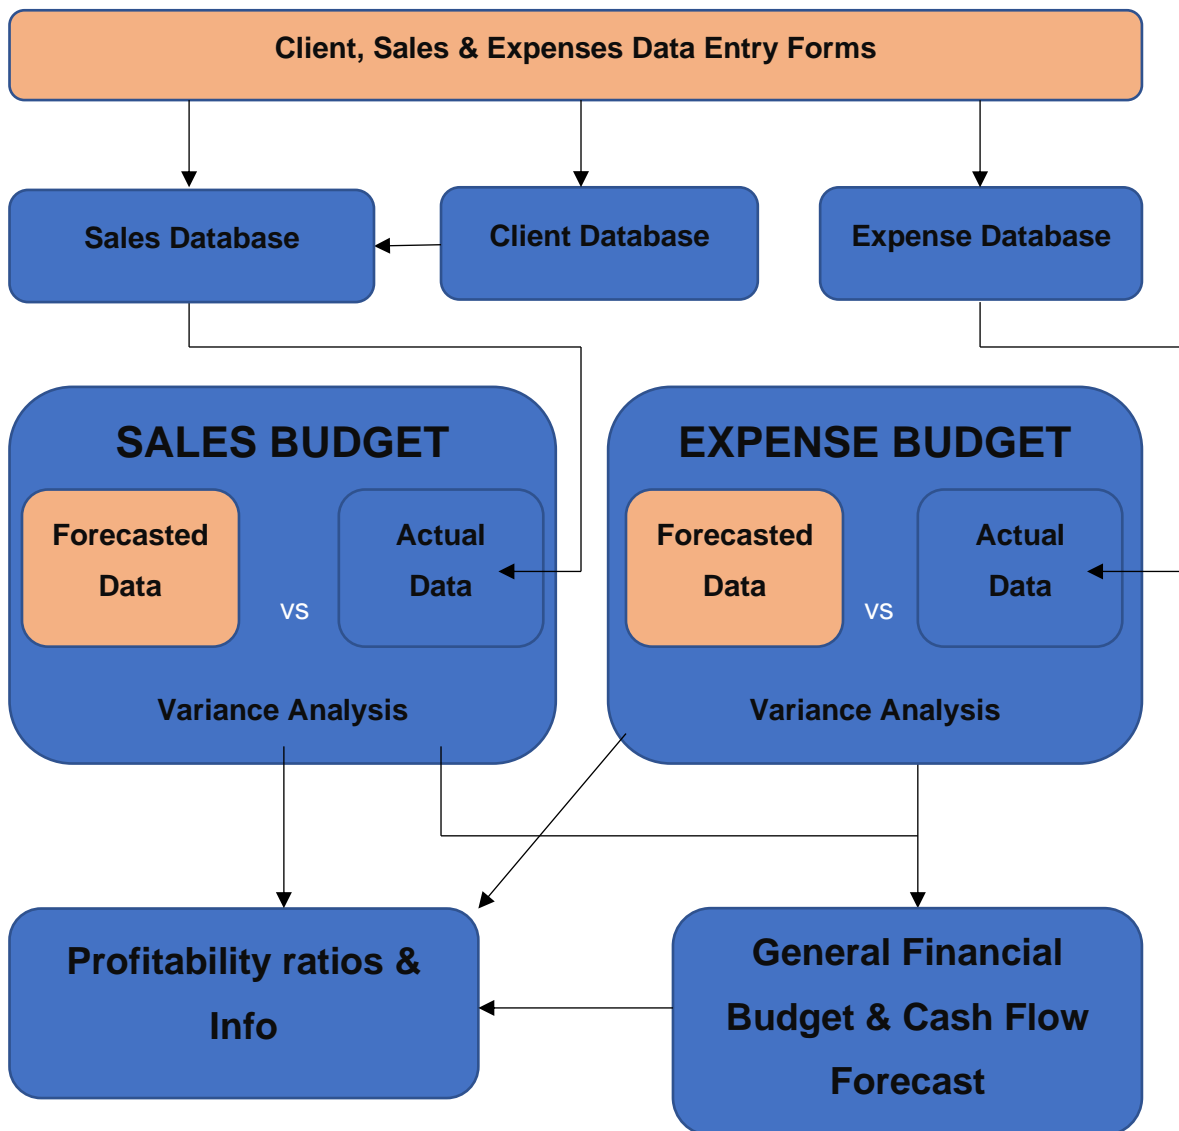 Client, Sales & Expenses Data Entry Forms
Sales Database
Client Database
Expense Database
SALES BUDGET
Forecasted
Data
vs
Actual
Data
Variance Analysis
EXPENSE BUDGET
Forecasted
Data
vs
Actual
Data
Variance Analysis
Profitability ratios &
Info
General Financial
Budget & Cash Flow
Forecast